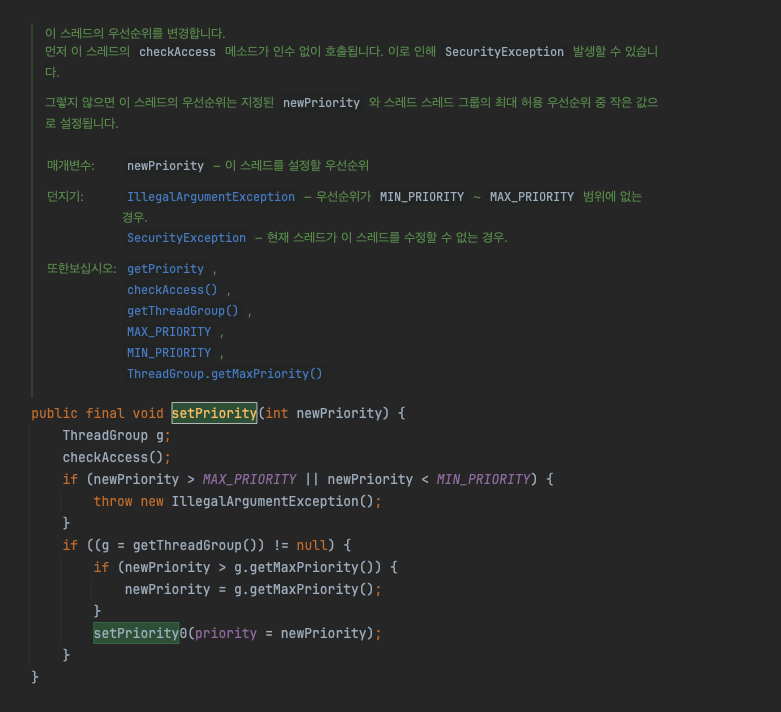 이 스레드의 우선순위를 변경합니다.
먼저 이 스레드의 checkAccess 메소드가 인수 없이 호출됩니다. 이로 인해 SecurityException 발생할 수 있습니
다.
그렇지 않으면 이 스레드의 우선순위는 지정된 newPriority 와 스레드 스레드 그룹의 최대 허용 우선순위 중 작은 값으
로 설정됩니다.
매개변수: newPriority – 이 스레드를 설정할 우선순위
던지기: IllegalArgumentException – 우선순위가 MIN_PRIORITY ~ MAX_PRIORITY 범위에 없는
경우.
SecurityException – 현재 스레드가 이 스레드를 수정할 수 없는 경우.
또한보십시오: getPriority ,
checkAccess() ,
getThreadGroup() ,
MAX_PRIORITY ,
MIN_PRIORITY ,
ThreadGroup.getMaxPriority()
public final void setPriority(int newPriority) {
    ThreadGroup g;
    checkAccess();
    if (newPriority > MAX_PRIORITY || newPriority < MIN_PRIORITY) {
        throw new IllegalArgumentException();
    }
    if ((g = getThreadGroup()) != null) {
        if (newPriority > g.getMaxPriority()) {
            newPriority = g.getMaxPriority();
        }
        setPriority0(priority = newPriority);
    }
}